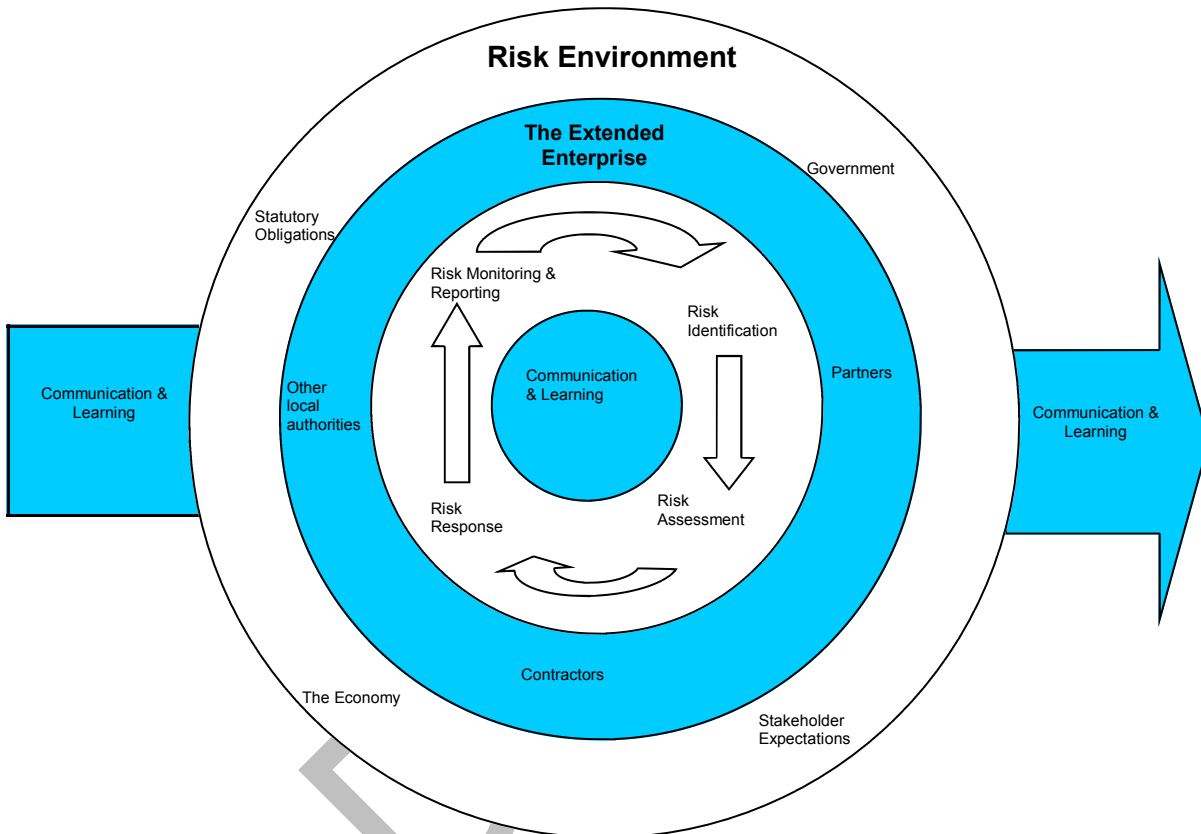 Risk Environment
The Extended
Enterprise
Government
Statutory
Obligations
Risk Monitoring &
Reporting
Risk
Identification
Communication &
Learning
Other
local
authorities
Communication
& Learning
Partners
Communication &
Learning
Risk
Response
Risk
Assessment
Contractors
The Economy
Stakeholder
Expectations